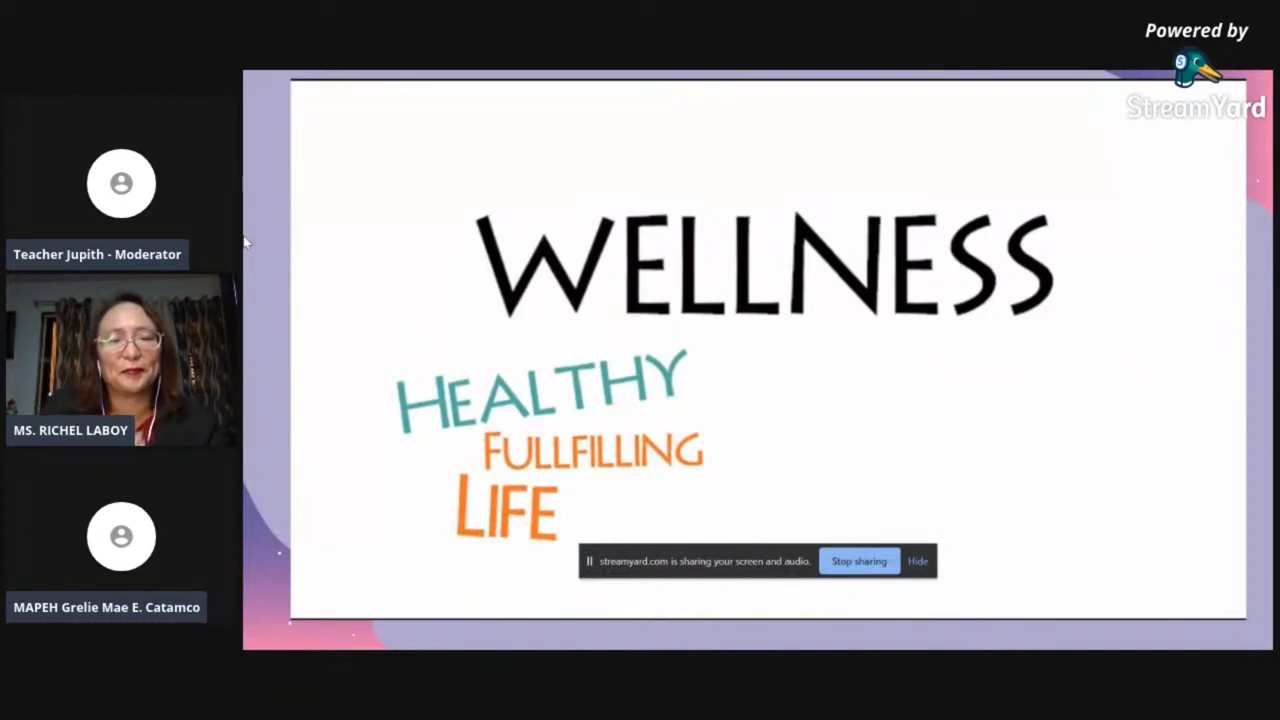 Powered by
StreamYard
Teacher Jupith - Moderator
MS. RICHEL LABOY
MAPEH Grelie Mae E. Catamco
WELLNESS
HEALTHY
FULLFILLING
LIFE
streamyard.com is sharing your screen and audio. Stop sharing Hide